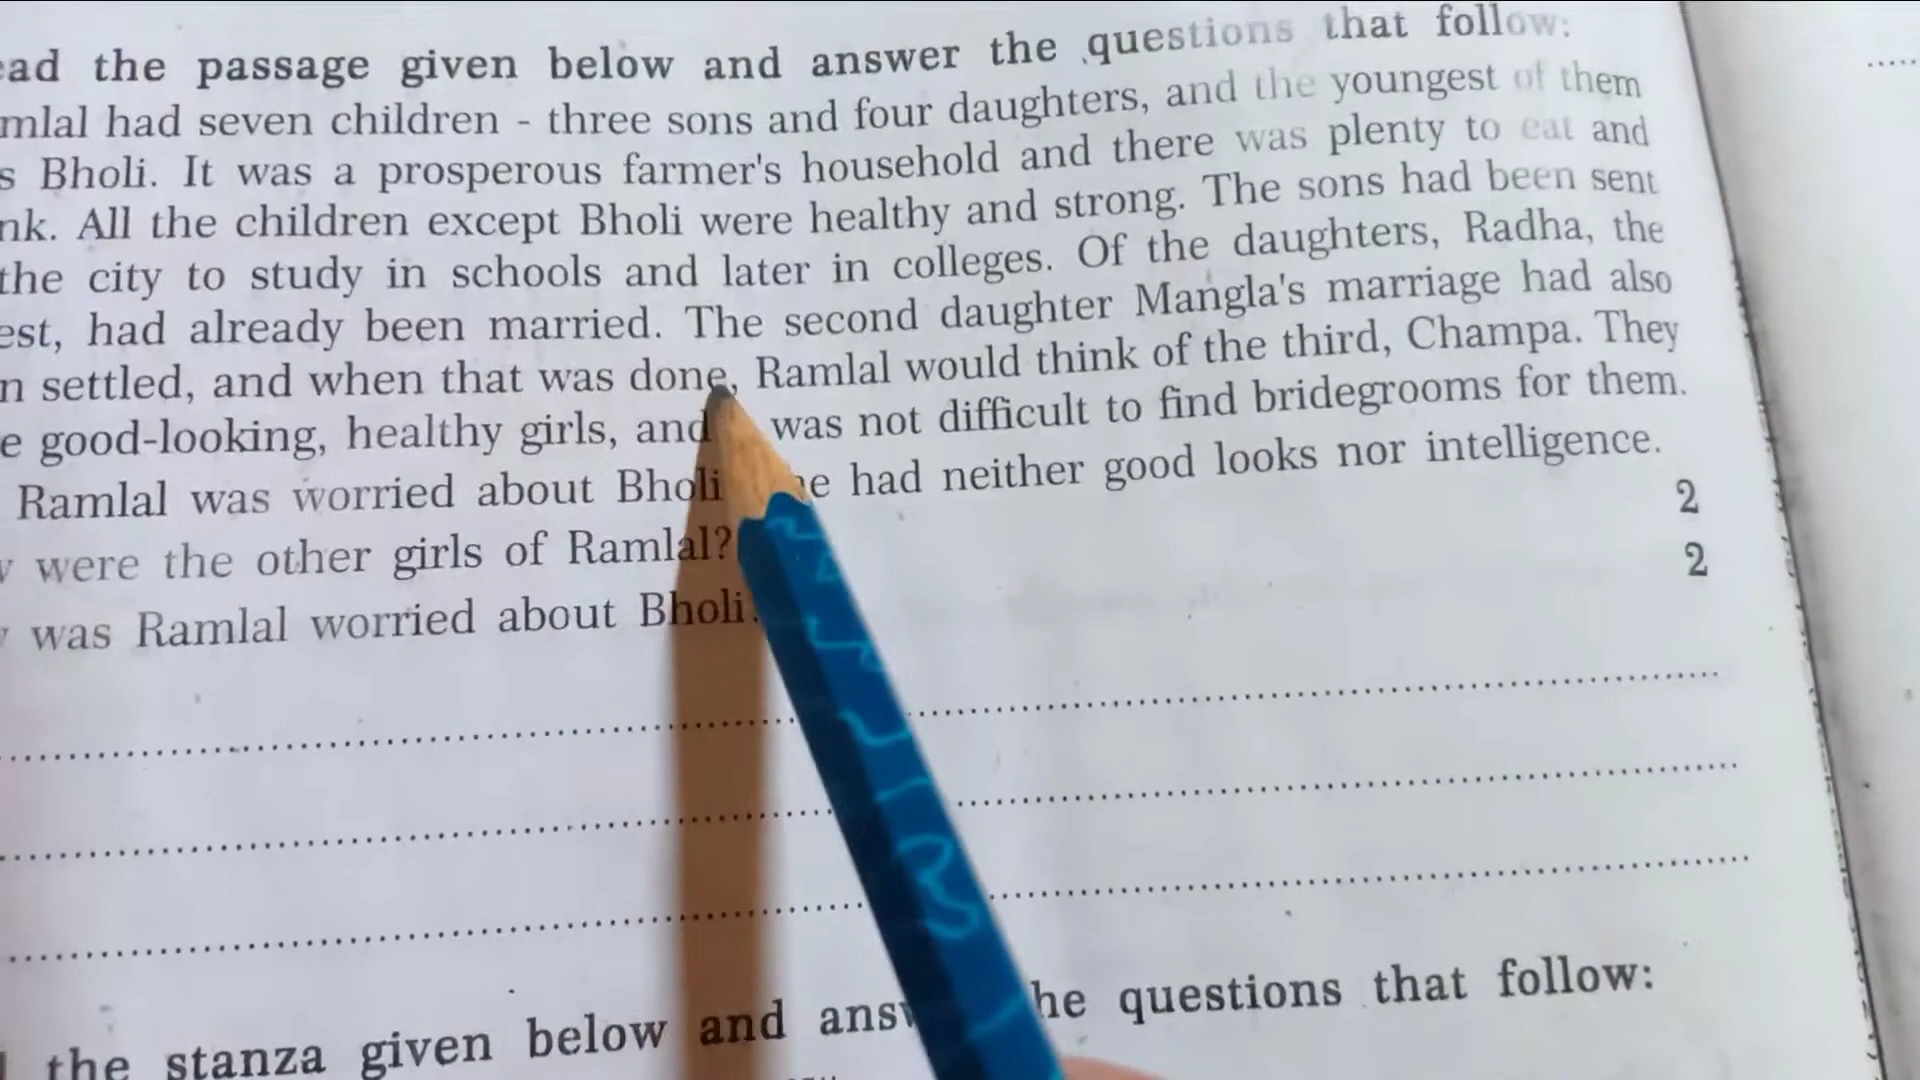 ead the passage given below and answer the questions that follow:
mlal had seven children - three sons and four daughters, and the youngest of them
s Bholi. It was a prosperous farmer's household and there was plenty to eat and
nk. All the children except Bholi were healthy and strong. The sons had been sent
the city to study in schools and later in colleges. Of the daughters, Radha, the
est, had already been married. The second daughter Mangla's marriage had also
n settled, and when that was done, Ramlal would think of the third, Champa. They
e good-looking, healthy girls, and was not difficult to find bridegrooms for them.
Ramlal was worried about Bholi he had neither good looks nor intelligence.
were the other girls of Ramlal? 2
was Ramlal worried about Bholi 2
the stanza given below and answ he questions that follow: